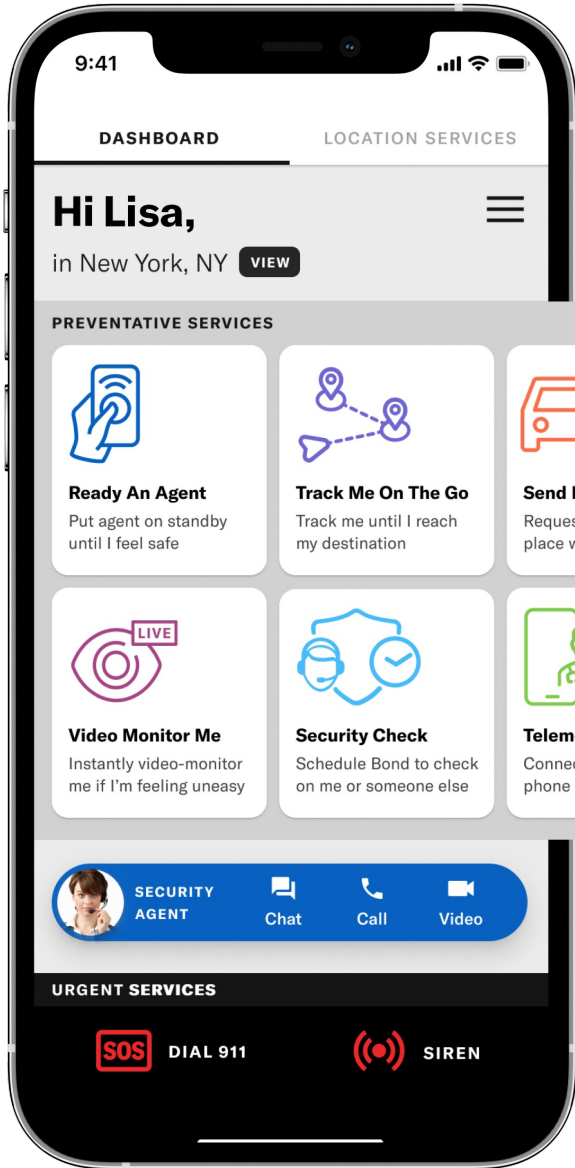 9:41
DASHBOARD
LOCATION SERVICES
Hi Lisa,
in New York, NY
VIEW
PREVENTATIVE SERVICES
Ready An Agent
Put agent on standby
until I feel safe
Track Me On The Go
Track me until I reach
my destination
Send
place
LIVE
Video Monitor Me
Instantly video-monitor
me if I'm feeling uneasy
Security Check
Schedule Bond to check
on me or someone else
phone
SECURITY
AGENT
Chat
Call
Video
URGENT SERVICES
SOS
DIAL 911
SIREN